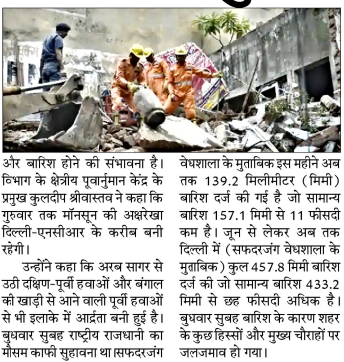 और बारिश होने की संभावना है।
विभाग के क्षेत्रीय पूवार्नुमान केंद्र के
प्रमुख कुलदीप श्रीवास्तव ने कहा कि
गुरुवार तक मॉनसून की अक्षरेखा
दिल्ली-एनसीआर के करीब बनी
रहेगी।
उन्होंने कहा कि अरब सागर से
उठी दक्षिण-पूर्वी हवाओं और बंगाल
की खाड़ी से आने वाली पूर्वी हवाओं
से भी इलाके में आर्द्रता बनी हुई है।
बुधवार सुबह राष्ट्रीय राजधानी का
मौसम काफी सुहावना था।सफदरजंग
वेधशाला के मुताबिक इस महीने अब
तक 139.2 मिलीमीटर (मिमी)
बारिश दर्ज की गई है जो सामान्य
बारिश 157.1 मिमी से 11 फीसदी
कम है। जून से लेकर अब तक
दिल्ली में (सफदरजंग वेधशाला के
मुताबिक) कुल 457.8 मिमी बारिश
दर्ज की जो सामान्य बारिश 433.2
मिमी से छह फीसदी अधिक है।
बुधवार सुबह बारिश के कारण शहर
के कुछ हिस्सों और मुख्य चौराहों पर
जलजमाव हो गया।